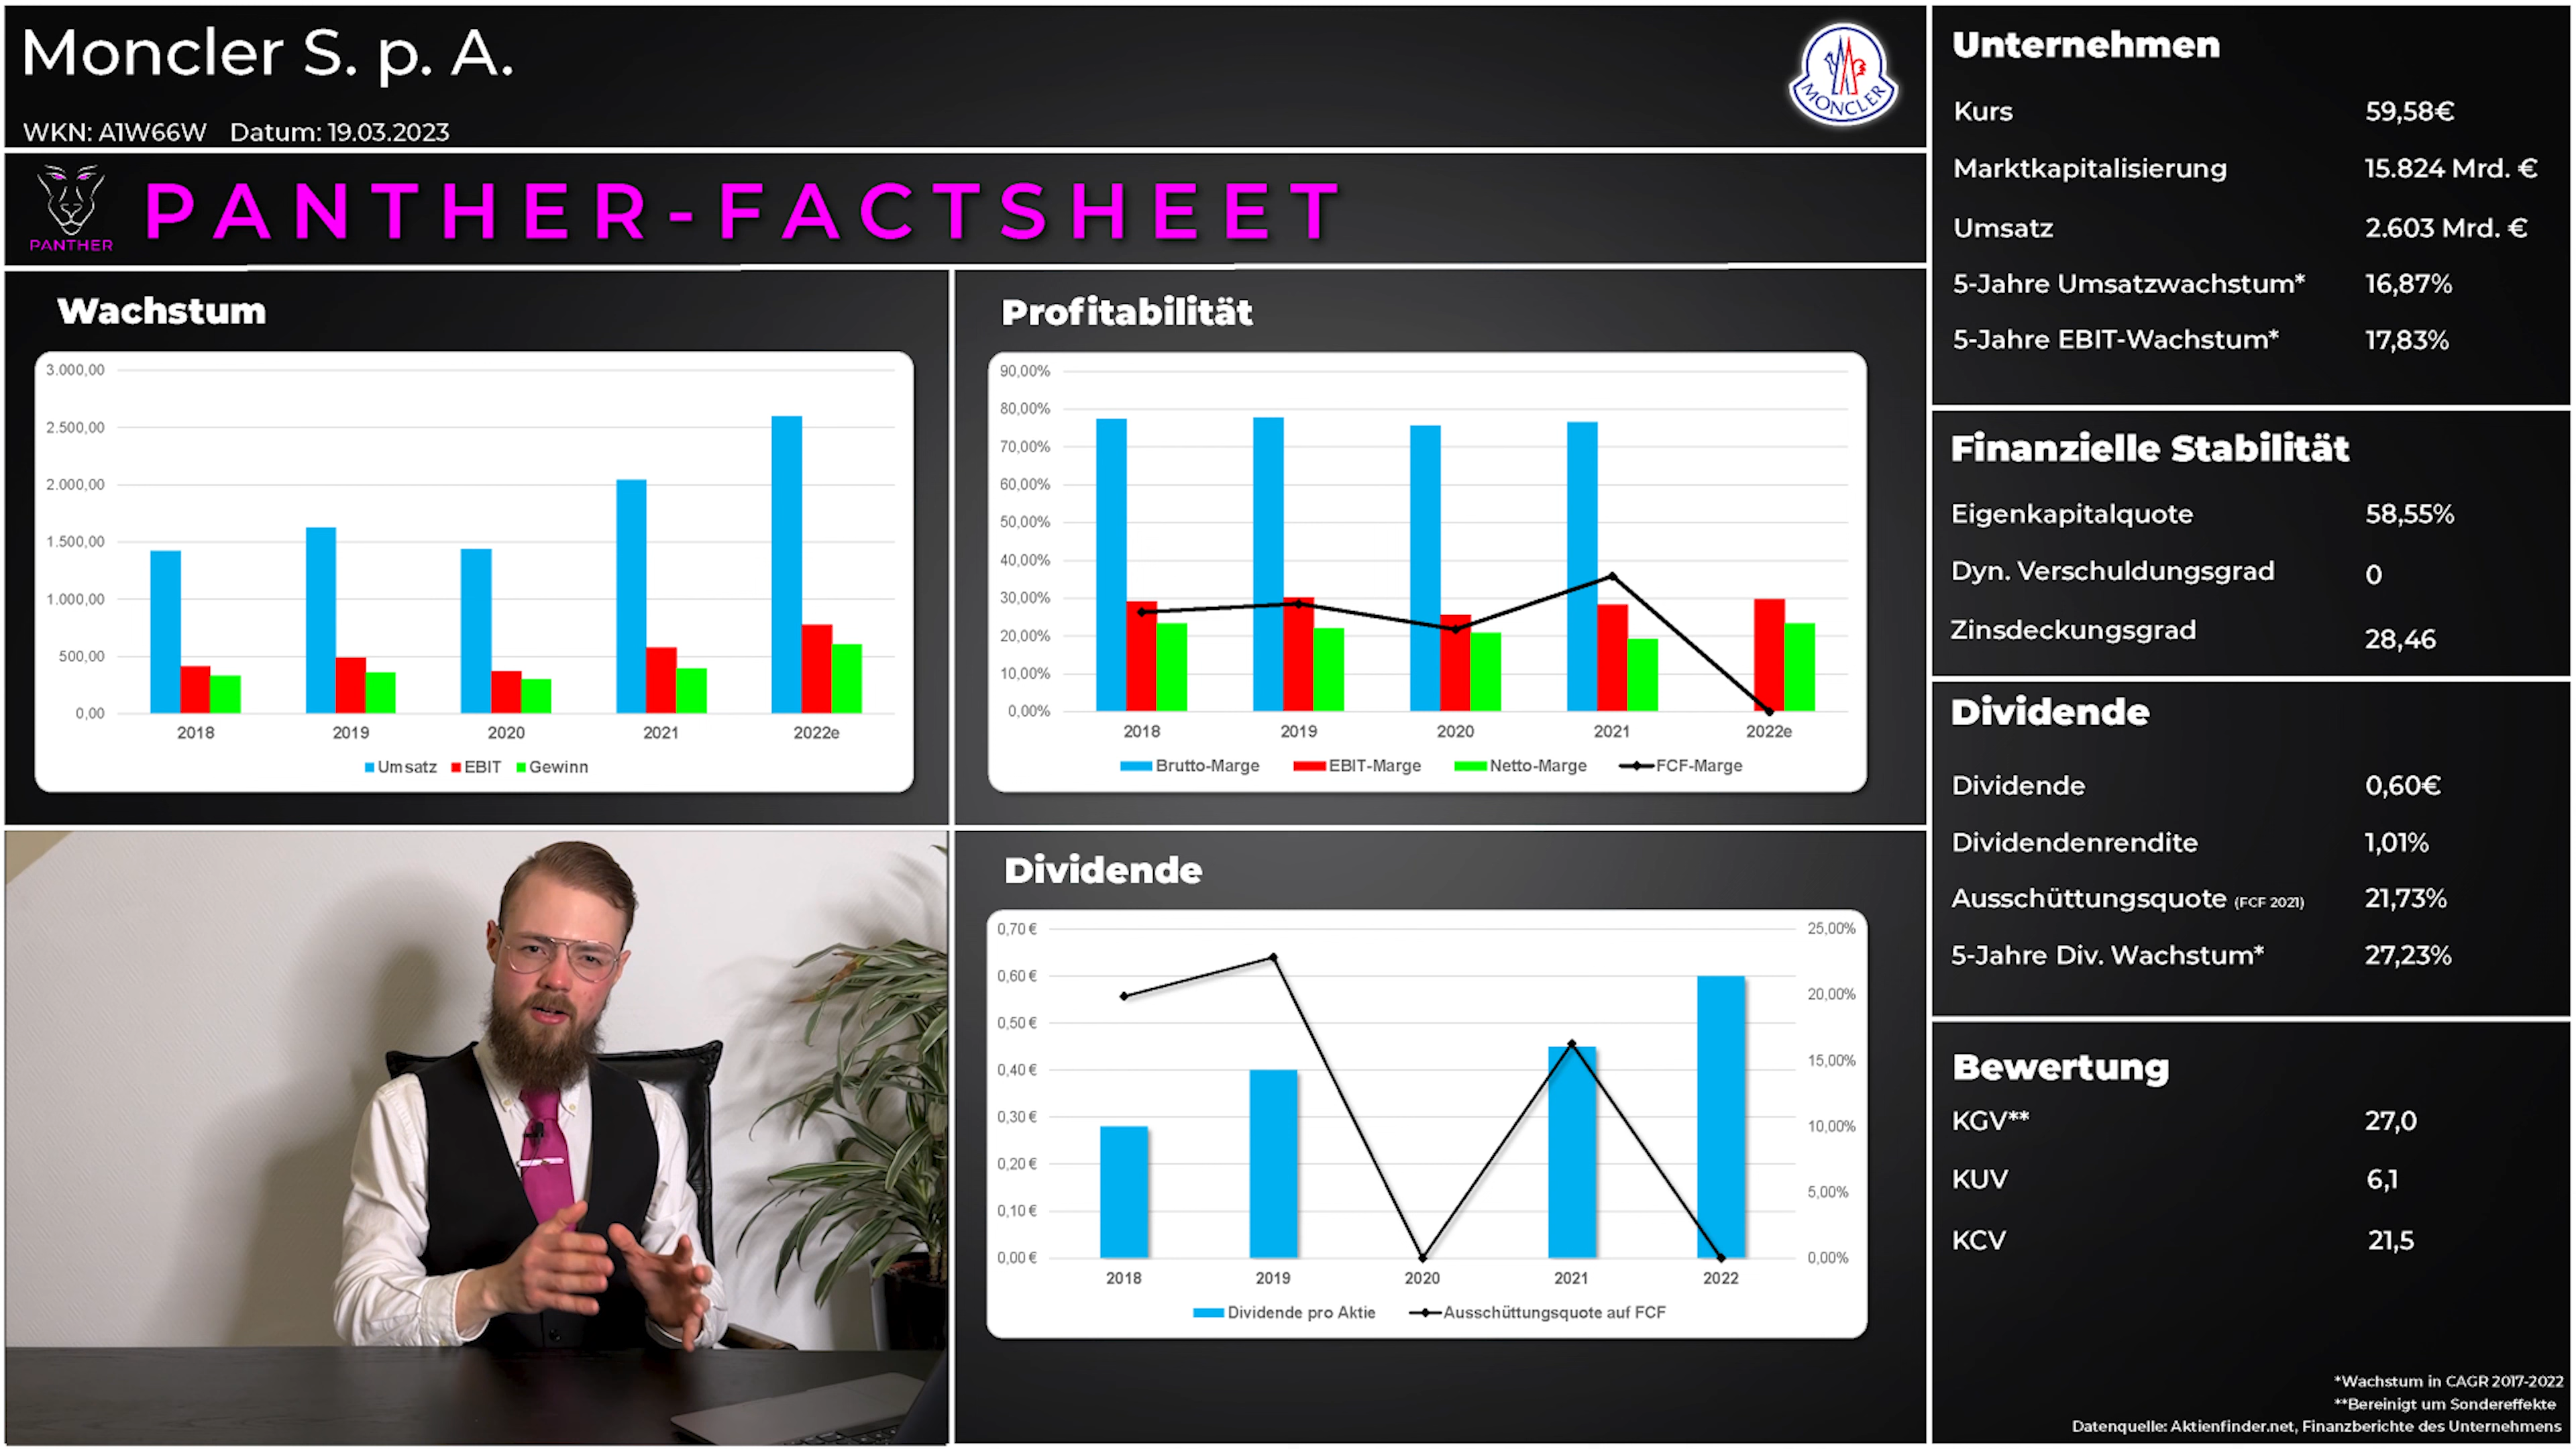 Moncler S. p. A.
WKN: A1W66W Datum: 19.03.2023
MONCLER
PANTHER
PANTHER-FACTSHEET
Wachstum
3.000,00
2.500,00
2.000,00
1.500,00
1.000,00
500,00
0,00
2018 2019 2020 2021 2022e
Umsatz EBIT Gewinn
Profitabilität
90,00%
80,00%
70,00%
60,00%
50,00%
40,00%
30,00%
20,00%
10,00%
0,00%
2018 2019 2020 2021 2022e
Brutto-Marge EBIT-Marge Netto-Marge FCF-Marge
Dividende
0,70 € 25,00%
0,60 € 20,00%
0,50 €
0,40 € 15,00%
0,30 € 10,00%
0,20 € 5,00%
0,10 €
0,00 € 0,00%
2018 2019 2020 2021 2022
Dividende pro Aktie Ausschüttungsquote auf FCF
Unternehmen
Kurs 59,58€
Marktkapitalisierung 15.824 Mrd. €
Umsatz 2.603 Mrd. €
5-Jahre Umsatzwachstum* 16,87%
5-Jahre EBIT-Wachstum* 17,83%
Finanzielle Stabilität
Eigenkapitalquote 58,55%
Dyn. Verschuldungsgrad 0
Zinsdeckungsgrad 28,46
Dividende
Dividende 0,60€
Dividendenrendite 1,01%
Ausschüttungsquote (FCF 2021) 21,73%
5-Jahre Div. Wachstum* 27,23%
Bewertung
KGV** 27,0
KUV 6,1
KCV 21,5
*Wachstum in CAGR 2017-2022
**Bereinigt um Sondereffekte
Datenquelle: Aktienfinder.net, Finanzberichte des Unternehmens